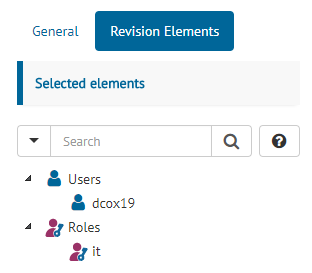 General Revision Elements
Selected elements
Search
Users
dcox19
Roles
it